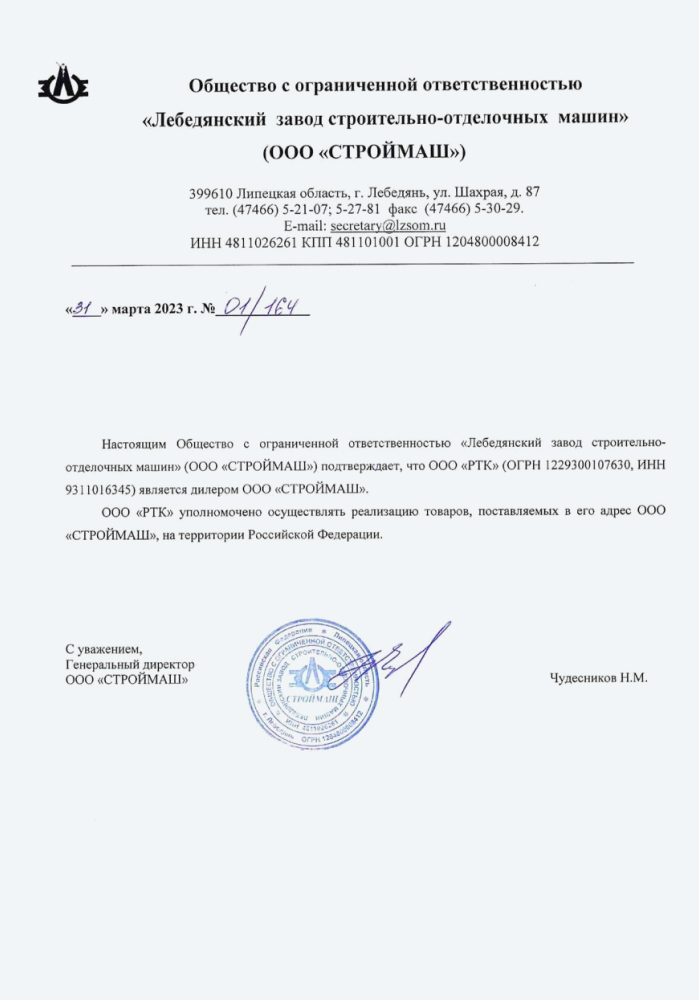 Общество с ограниченной ответственностью
«Лебедянский завод строительно-отделочных машин»
(ООО «СТРОЙМАШ»)
399610 Липецкая область, г. Лебедянь, ул. Шахрая, д. 87
тел. (47466) 5-21-07; 5-27-81 факс (47466) 5-30-29.
E-mail: secretary@lzsom.ru
ИНН 4811026261 КПП 481101001 ОГРН 1204800008412
«31» марта 2023 г. № 01/164
Настоящим Общество с ограниченной ответственностью «Лебедянский завод строительно-
отделочных машин» (ООО «СТРОЙМАШ») подтверждает, что ООО «РТК» (ОГРН 1229300107630, ИНН
9311016345) является дилером ООО «СТРОЙМАШ».
ООО «РТК» уполномочено осуществлять реализацию товаров, поставляемых в его адрес ООО
«СТРОЙМАШ», на территории Российской Федерации.
С уважением,
Генеральный директор
ООО «СТРОЙМАШ»
Чудесников Н.М.
Российская Федерация Липецкая область
г. Лебедянь ОГРН 1204800008412
ОБЩЕСТВО С ОГРАНИЧЕННОЙ ОТВЕТСТВЕННОСТЬЮ
ИНН 4811026261
СТРОЙМАШ